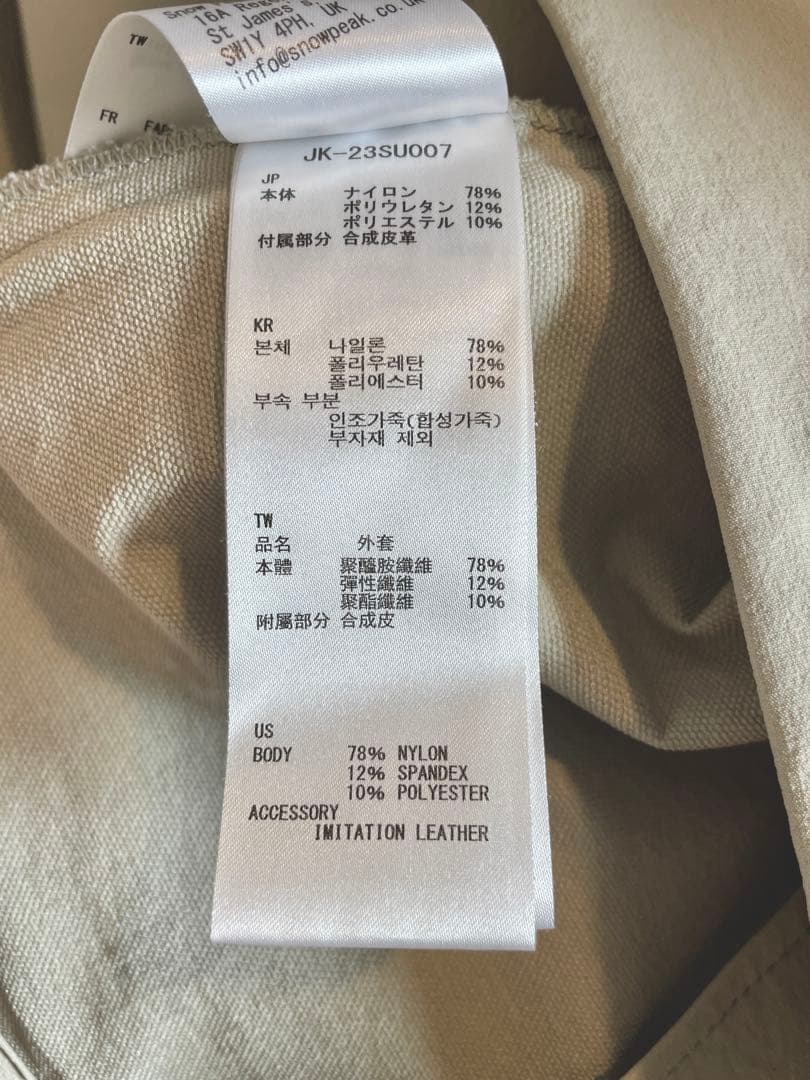 Snow
16A Rege
St James's
SW1Y 4PH, UK
info@snowpeak.co.uk
TW
FR FAB
JK-23SU007
JP
本体 ナイロン 78%
ポリウレタン 12%
ポリエステル 10%
付属部分 合成皮革
KR
본체 나일론 78%
폴리우레탄 12%
폴리에스터 10%
부속 부분
인조가죽(합성가죽)
부자재 제외
TW
品名 外套
本體 聚醯胺纖維 78%
彈性纖維 12%
聚酯纖維 10%
附屬部分 合成皮
US
BODY 78% NYLON
12% SPANDEX
10% POLYESTER
ACCESSORY
IMITATION LEATHER